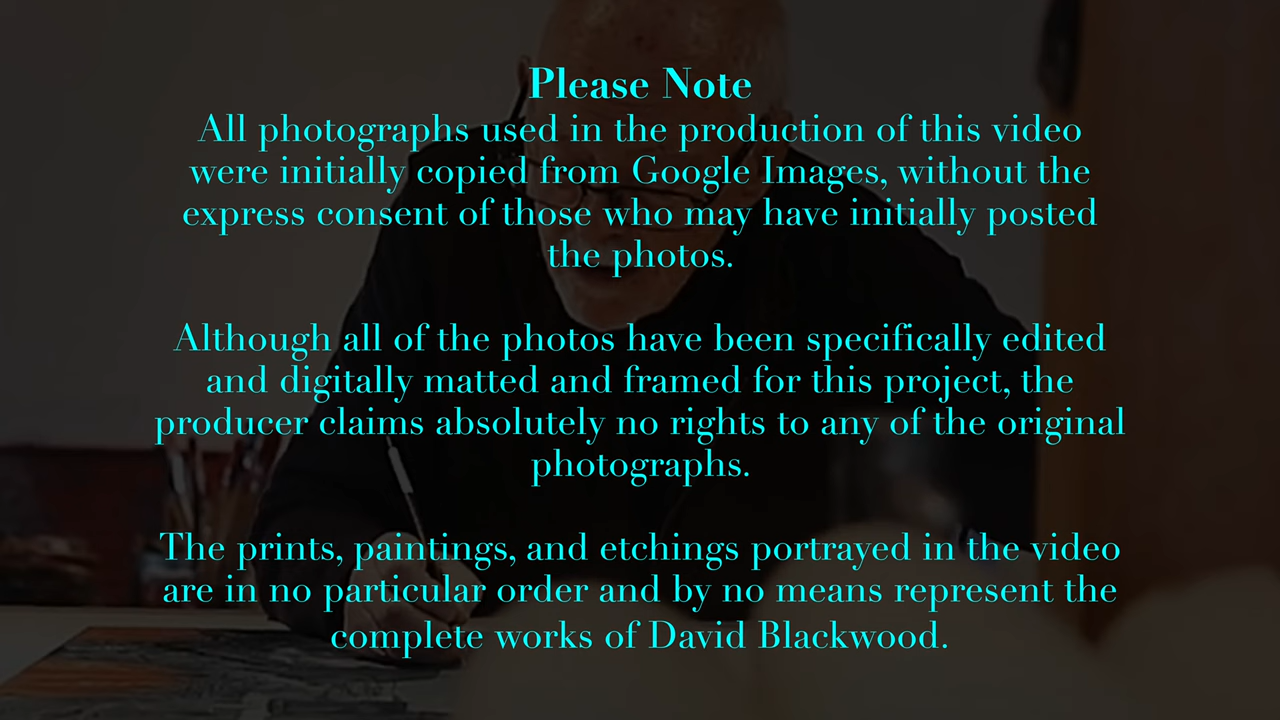 Please Note
All photographs used in the production of this video
were initially copied from Google Images, without the
express consent of those who may have initially posted
the photos.
Although all of the photos have been specifically edited
and digitally matted and framed for this project, the
producer claims absolutely no rights to any of the original
photographs.
The prints, paintings, and etchings portrayed in the video
are in no particular order and by no means represent the
complete works of David Blackwood.